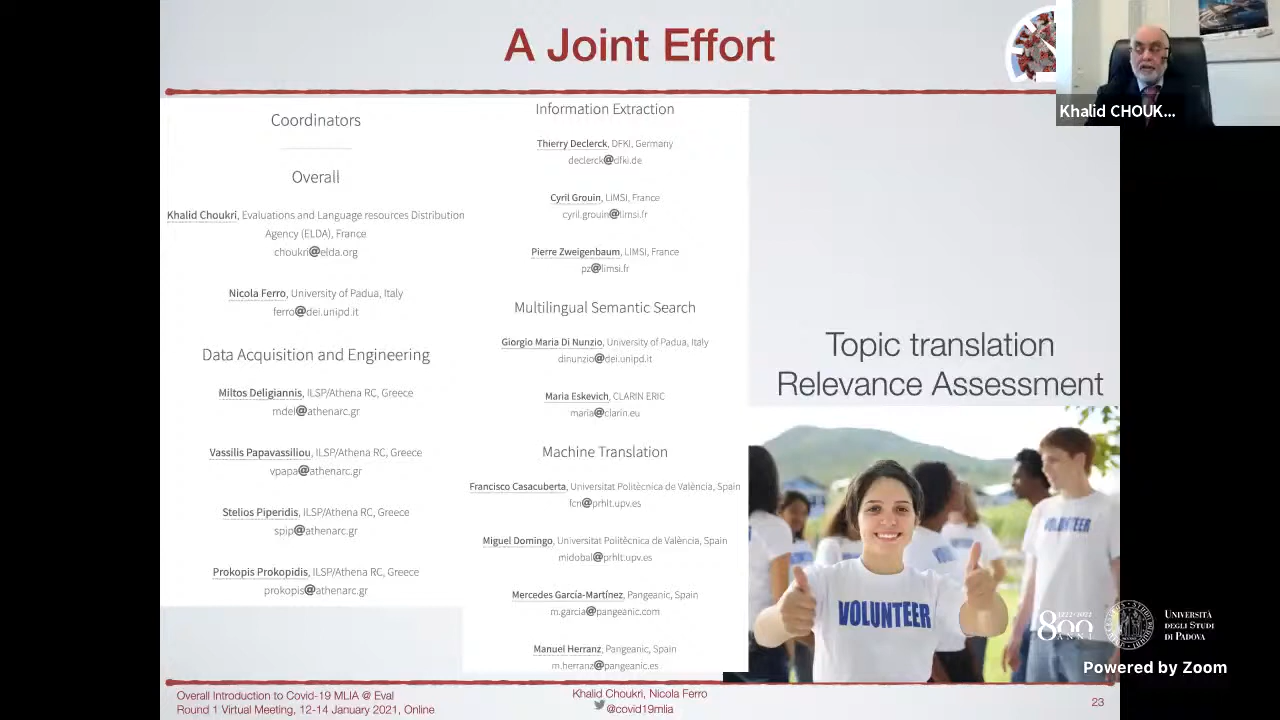 A Joint Effort
Khalid CHOUK...
Coordinators
Overall
Khalid Choukri, Evaluations and Language resources Distribution
Agency (ELDA), France
choukri@elda.org
Nicola Ferro, University of Padua, Italy
ferro@dei.unipd.it
Data Acquisition and Engineering
Miltos Deligiannis, ILSP/Athena RC, Greece
mdel@athenarc.gr
Vassilis Papavassiliou, ILSP/Athena RC, Greece
vpapa@athenarc.gr
Stelios Piperidis, ILSP/Athena RC, Greece
spip@athenarc.gr
Prokopis Prokopidis, ILSP/Athena RC, Greece
prokopis@athenarc.gr
Information Extraction
Thierry Declerck, DFKI, Germany
declerck@dfki.de
Cyril Grouin, LIMSI, France
cyril.grouin@limsi.fr
Pierre Zweigenbaum, LIMSI, France
pz@limsi.fr
Multilingual Semantic Search
Giorgio Maria Di Nunzio, University of Padua, Italy
dinunzio@dei.unipd.it
Maria Eskevich, CLARIN ERIC
maria@clarin.eu
Machine Translation
Francisco Casacuberta, Universitat Politècnica de València, Spain
fcn@prhlt.upv.es
Miguel Domingo, Universitat Politêcnica de València, Spain
midobal@prhlt.upv.es
Mercedes García-Martínez, Pangeanic, Spain
m.garcia@pangeanic.com
Manuel Herranz, Pangeanic, Spain
m.herranz@pangeanic.es
Topic translation
Relevance Assessment
VOLUNTEER
VOLUNTEER
1222-2022
800
ANNI
UNIVERSITÀ
DEGLI STUDI
DI PADOVA
Powered by Zoom
Overall Introduction to Covid-19 MLIA @ Eval
Round 1 Virtual Meeting, 12-14 January 2021, Online
Khalid Choukri, Nicola Ferro
@covid19mlia
23